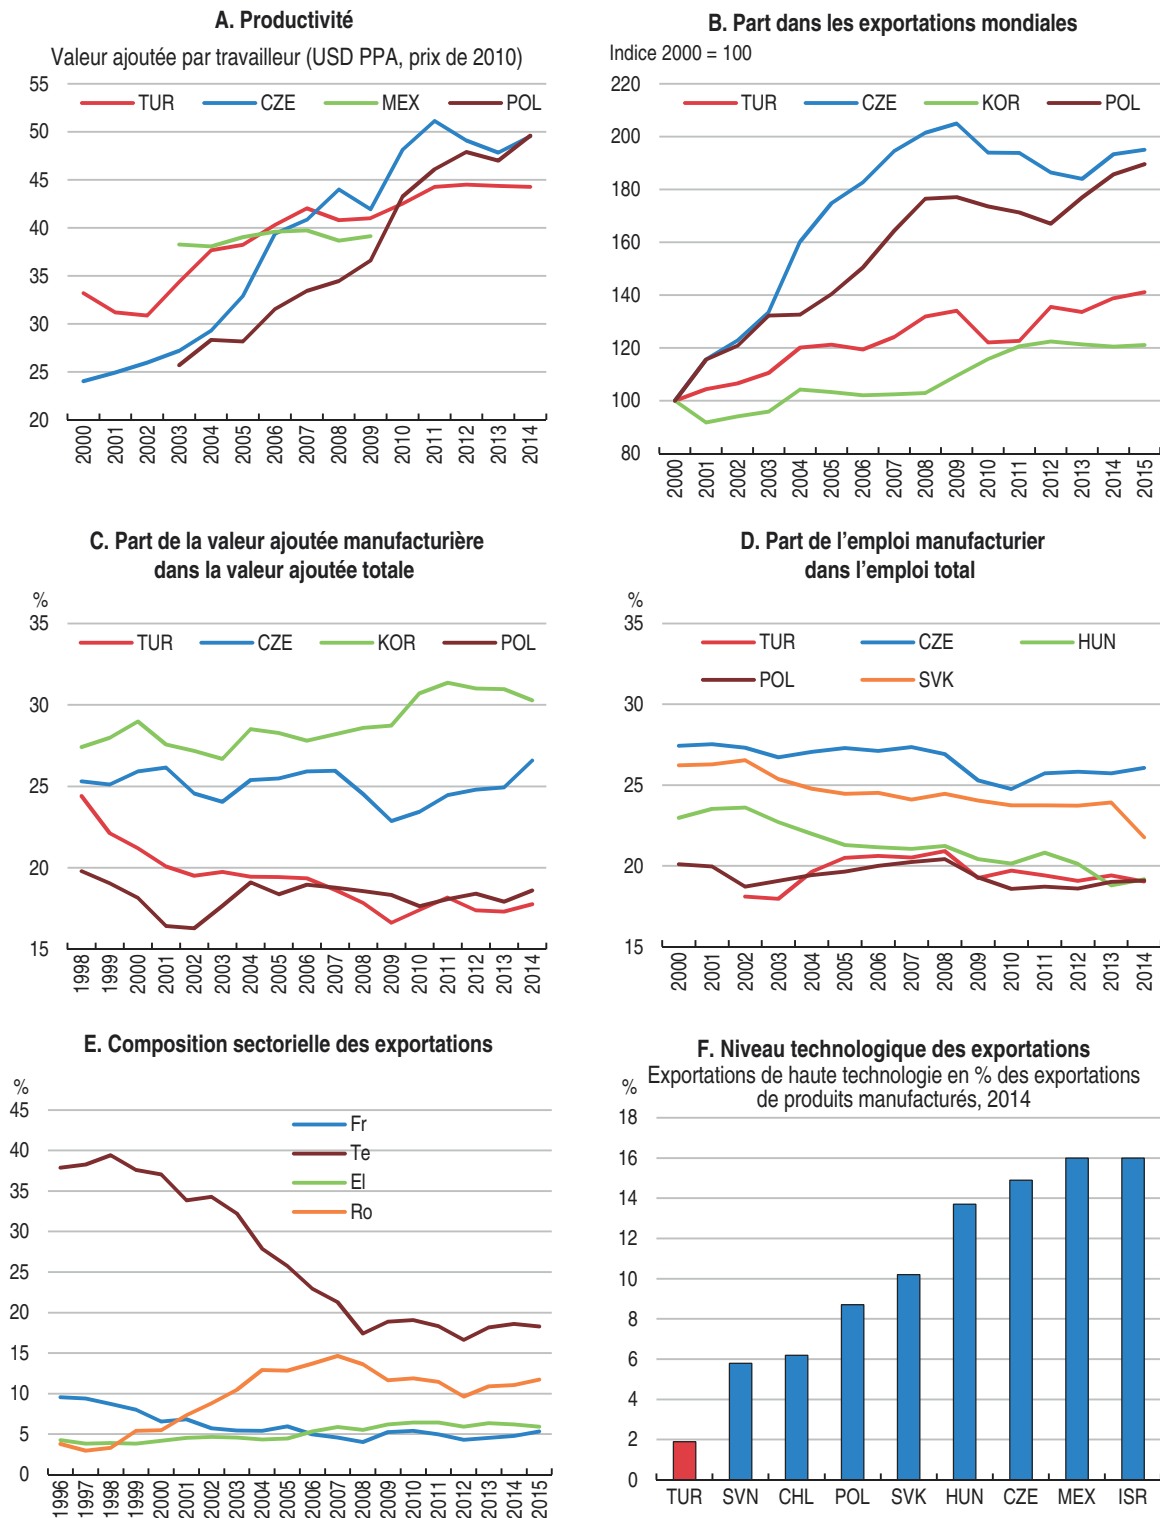 A. Productivité
Valeur ajoutée par travailleur (USD PPA, prix de 2010)
55
50
45
40
35
30
25
20
TUR CZE MEX POL
2000 2001 2002 2003 2004 2005 2006 2007 2008 2009 2010 2011 2012 2013 2014
B. Part dans les exportations mondiales
Indice 2000 = 100
220
200
180
160
140
120
100
80
TUR CZE KOR POL
2000 2001 2002 2003 2004 2005 2006 2007 2008 2009 2010 2011 2012 2013 2014 2015
C. Part de la valeur ajoutée manufacturière
dans la valeur ajoutée totale
%
35
30
25
20
15
TUR CZE KOR POL
1998 1999 2000 2001 2002 2003 2004 2005 2006 2007 2008 2009 2010 2011 2012 2013 2014
D. Part de l’emploi manufacturier
dans l’emploi total
%
35
30
25
20
15
TUR CZE HUN
POL SVK
2000 2001 2002 2003 2004 2005 2006 2007 2008 2009 2010 2011 2012 2013 2014
E. Composition sectorielle des exportations
%
45
40
35
30
25
20
15
10
5
0
Fr
Te
El
Ro
1996 1997 1998 1999 2000 2001 2002 2003 2004 2005 2006 2007 2008 2009 2010 2011 2012 2013 2014 2015
F. Niveau technologique des exportations
Exportations de haute technologie en % des exportations
de produits manufacturés, 2014
%
18
16
14
12
10
8
6
4
2
0
TUR SVN CHL POL SVK HUN CZE MEX ISR